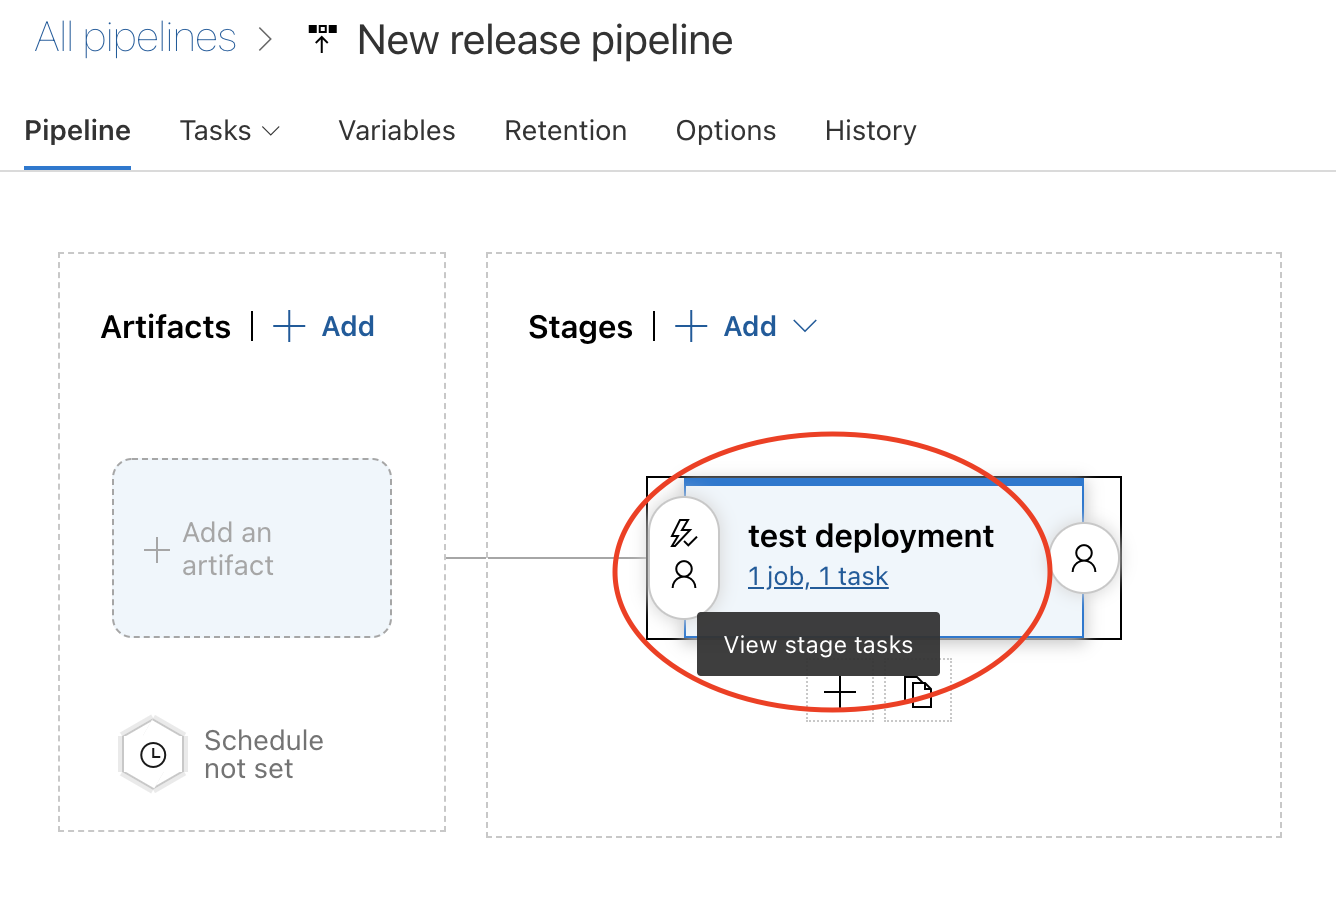 All pipelines
New release pipeline
Pipeline
Tasks
Variables
Retention
Options
History
Artifacts
Add
Stages
Add
Add an
artifact
test deployment
1 job, 1 task
View stage tasks
Schedule
not set